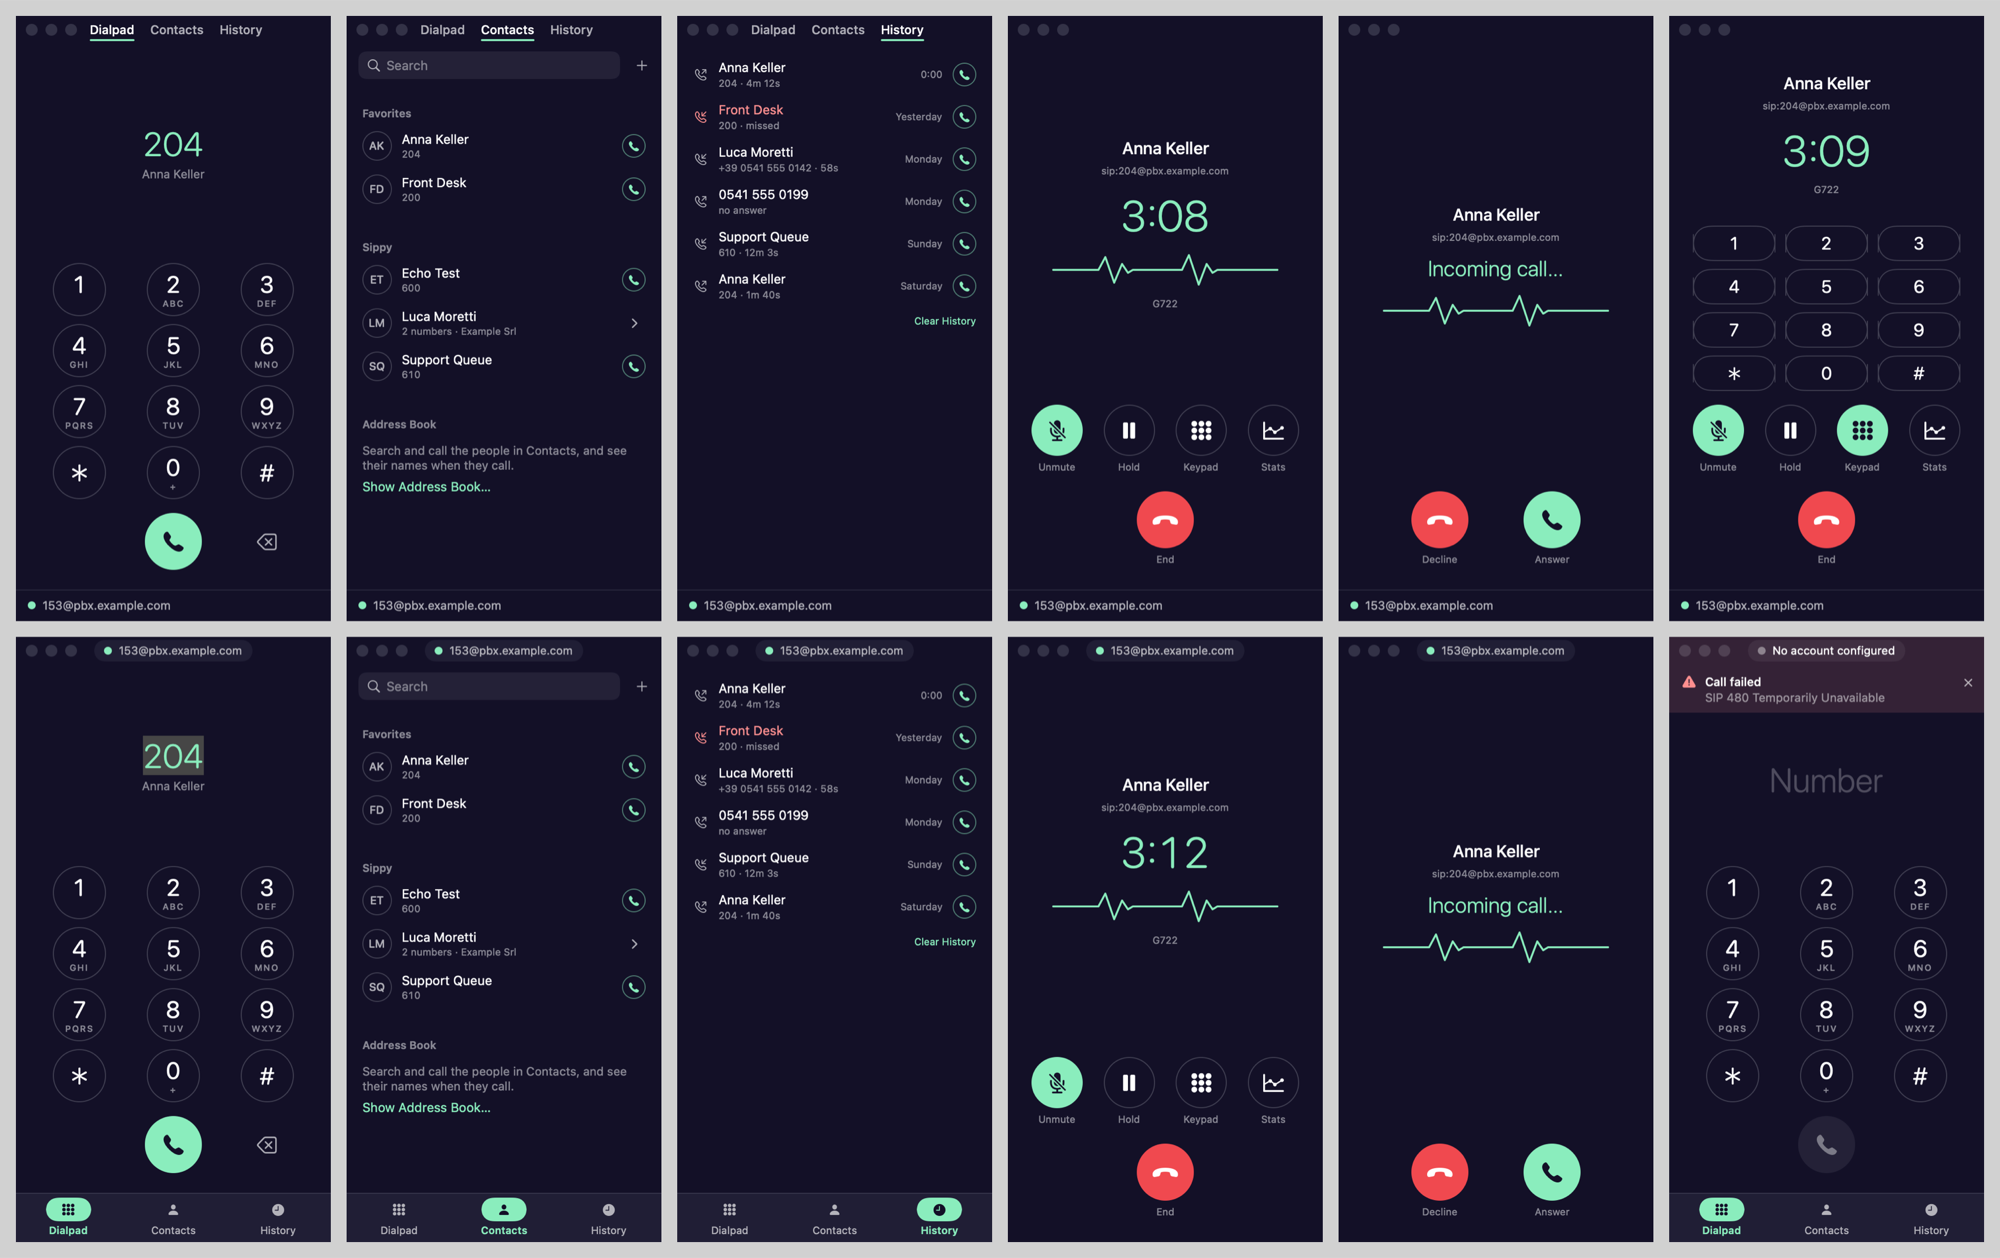 Dialpad Contacts History
204
Anna Keller
1
2 ABC
3 DEF
4 GHI
5 JKL
6 MNO
7 PQRS
8 TUV
9 WXYZ
*
0 +
#
153@pbx.example.com
Dialpad Contacts History
Search
Favorites
AK Anna Keller
204
FD Front Desk
200
Sippy
ET Echo Test
600
LM Luca Moretti
2 numbers · Example Srl
SQ Support Queue
610
Address Book
Search and call the people in Contacts, and see
their names when they call.
Show Address Book...
153@pbx.example.com
Dialpad Contacts History
Anna Keller
204 · 4m 12s
0:00
Front Desk
200 · missed
Yesterday
Luca Moretti
+39 0541 555 0142 · 58s
Monday
0541 555 0199
no answer
Monday
Support Queue
610 · 12m 3s
Sunday
Anna Keller
204 · 1m 40s
Saturday
Clear History
153@pbx.example.com
Anna Keller
sip:204@pbx.example.com
3:08
G722
Unmute Hold Keypad Stats
End
153@pbx.example.com
Anna Keller
sip:204@pbx.example.com
Incoming call...
Decline Answer
153@pbx.example.com
Anna Keller
sip:204@pbx.example.com
3:09
G722
1 2 3
4 5 6
7 8 9
* 0 #
Unmute Hold Keypad Stats
End
153@pbx.example.com
153@pbx.example.com
204
Anna Keller
1
2 ABC
3 DEF
4 GHI
5 JKL
6 MNO
7 PQRS
8 TUV
9 WXYZ
*
0 +
#
Dialpad Contacts History
153@pbx.example.com
Search
Favorites
AK Anna Keller
204
FD Front Desk
200
Sippy
ET Echo Test
600
LM Luca Moretti
2 numbers · Example Srl
SQ Support Queue
610
Address Book
Search and call the people in Contacts, and see
their names when they call.
Show Address Book...
Dialpad Contacts History
153@pbx.example.com
Anna Keller
204 · 4m 12s
0:00
Front Desk
200 · missed
Yesterday
Luca Moretti
+39 0541 555 0142 · 58s
Monday
0541 555 0199
no answer
Monday
Support Queue
610 · 12m 3s
Sunday
Anna Keller
204 · 1m 40s
Saturday
Clear History
Dialpad Contacts History
153@pbx.example.com
Anna Keller
sip:204@pbx.example.com
3:12
G722
Unmute Hold Keypad Stats
End
153@pbx.example.com
Anna Keller
sip:204@pbx.example.com
Incoming call...
Decline Answer
No account configured
Call failed
SIP 480 Temporarily Unavailable
Number
1
2 ABC
3 DEF
4 GHI
5 JKL
6 MNO
7 PQRS
8 TUV
9 WXYZ
*
0 +
#
Dialpad Contacts History